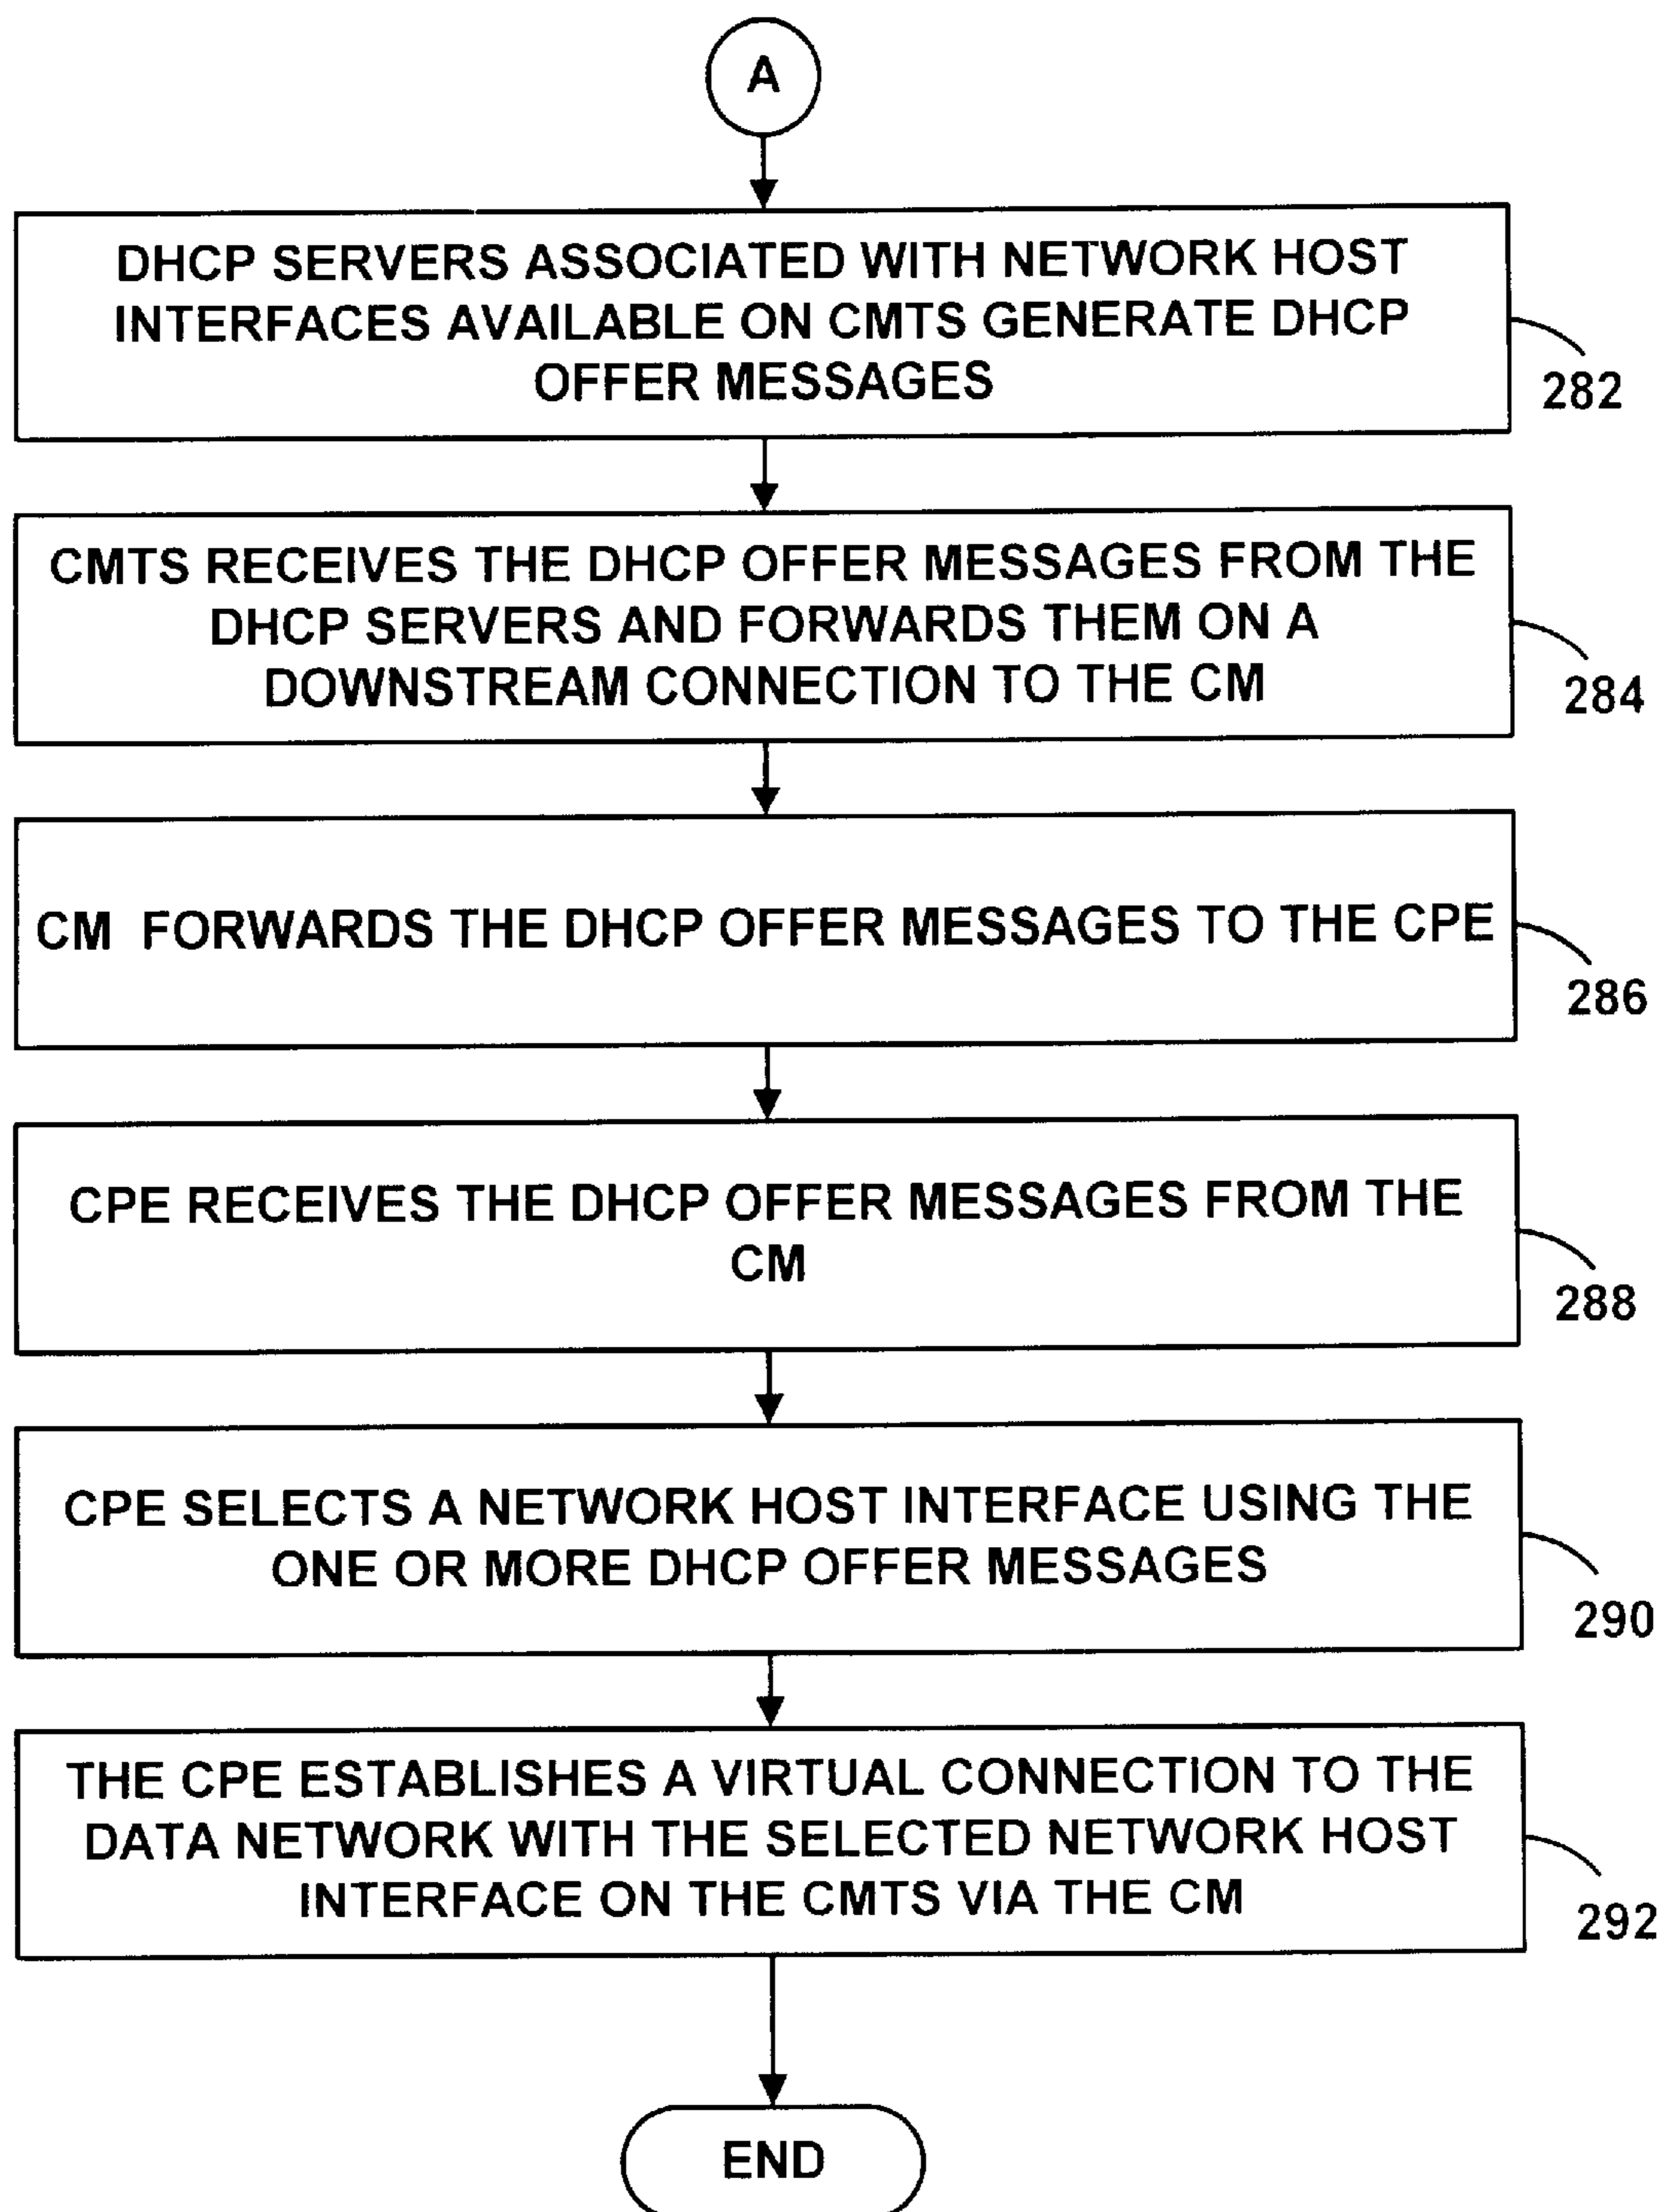 A
DHCP SERVERS ASSOCIATED WITH NETWORK HOST
INTERFACES AVAILABLE ON CMTS GENERATE DHCP
OFFER MESSAGES
282
CMTS RECEIVES THE DHCP OFFER MESSAGES FROM THE
DHCP SERVERS AND FORWARDS THEM ON A
DOWNSTREAM CONNECTION TO THE CM
284
CM FORWARDS THE DHCP OFFER MESSAGES TO THE CPE
286
CPE RECEIVES THE DHCP OFFER MESSAGES FROM THE
CM
288
CPE SELECTS A NETWORK HOST INTERFACE USING THE
ONE OR MORE DHCP OFFER MESSAGES
290
THE CPE ESTABLISHES A VIRTUAL CONNECTION TO THE
DATA NETWORK WITH THE SELECTED NETWORK HOST
INTERFACE ON THE CMTS VIA THE CM
292
END